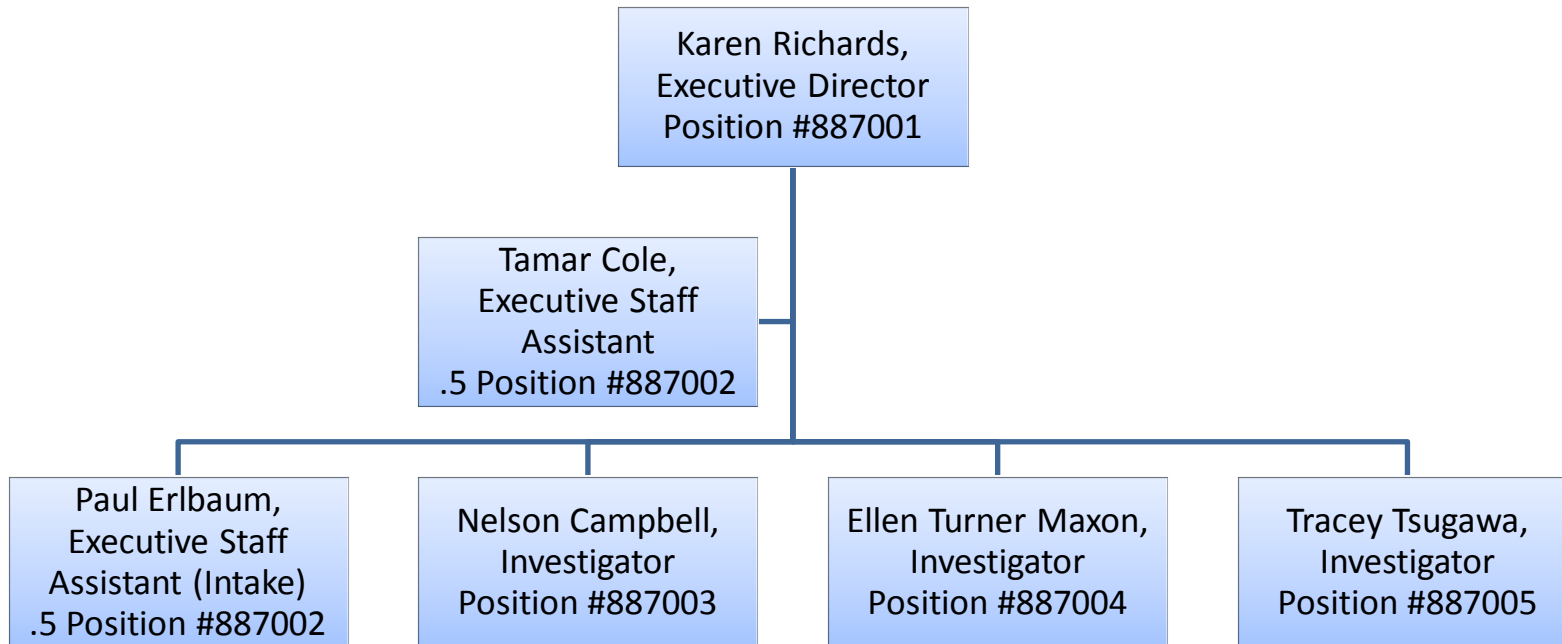 Karen Richards,
Executive Director
Position #887001
Tamar Cole,
Executive Staff
Assistant
.5 Position #887002
Paul Erlbaum,
Executive Staff
Assistant (Intake)
.5 Position #887002
Nelson Campbell,
Investigator
Position #887003
Ellen Turner Maxon,
Investigator
Position #887004
Tracey Tsugawa,
Investigator
Position #887005